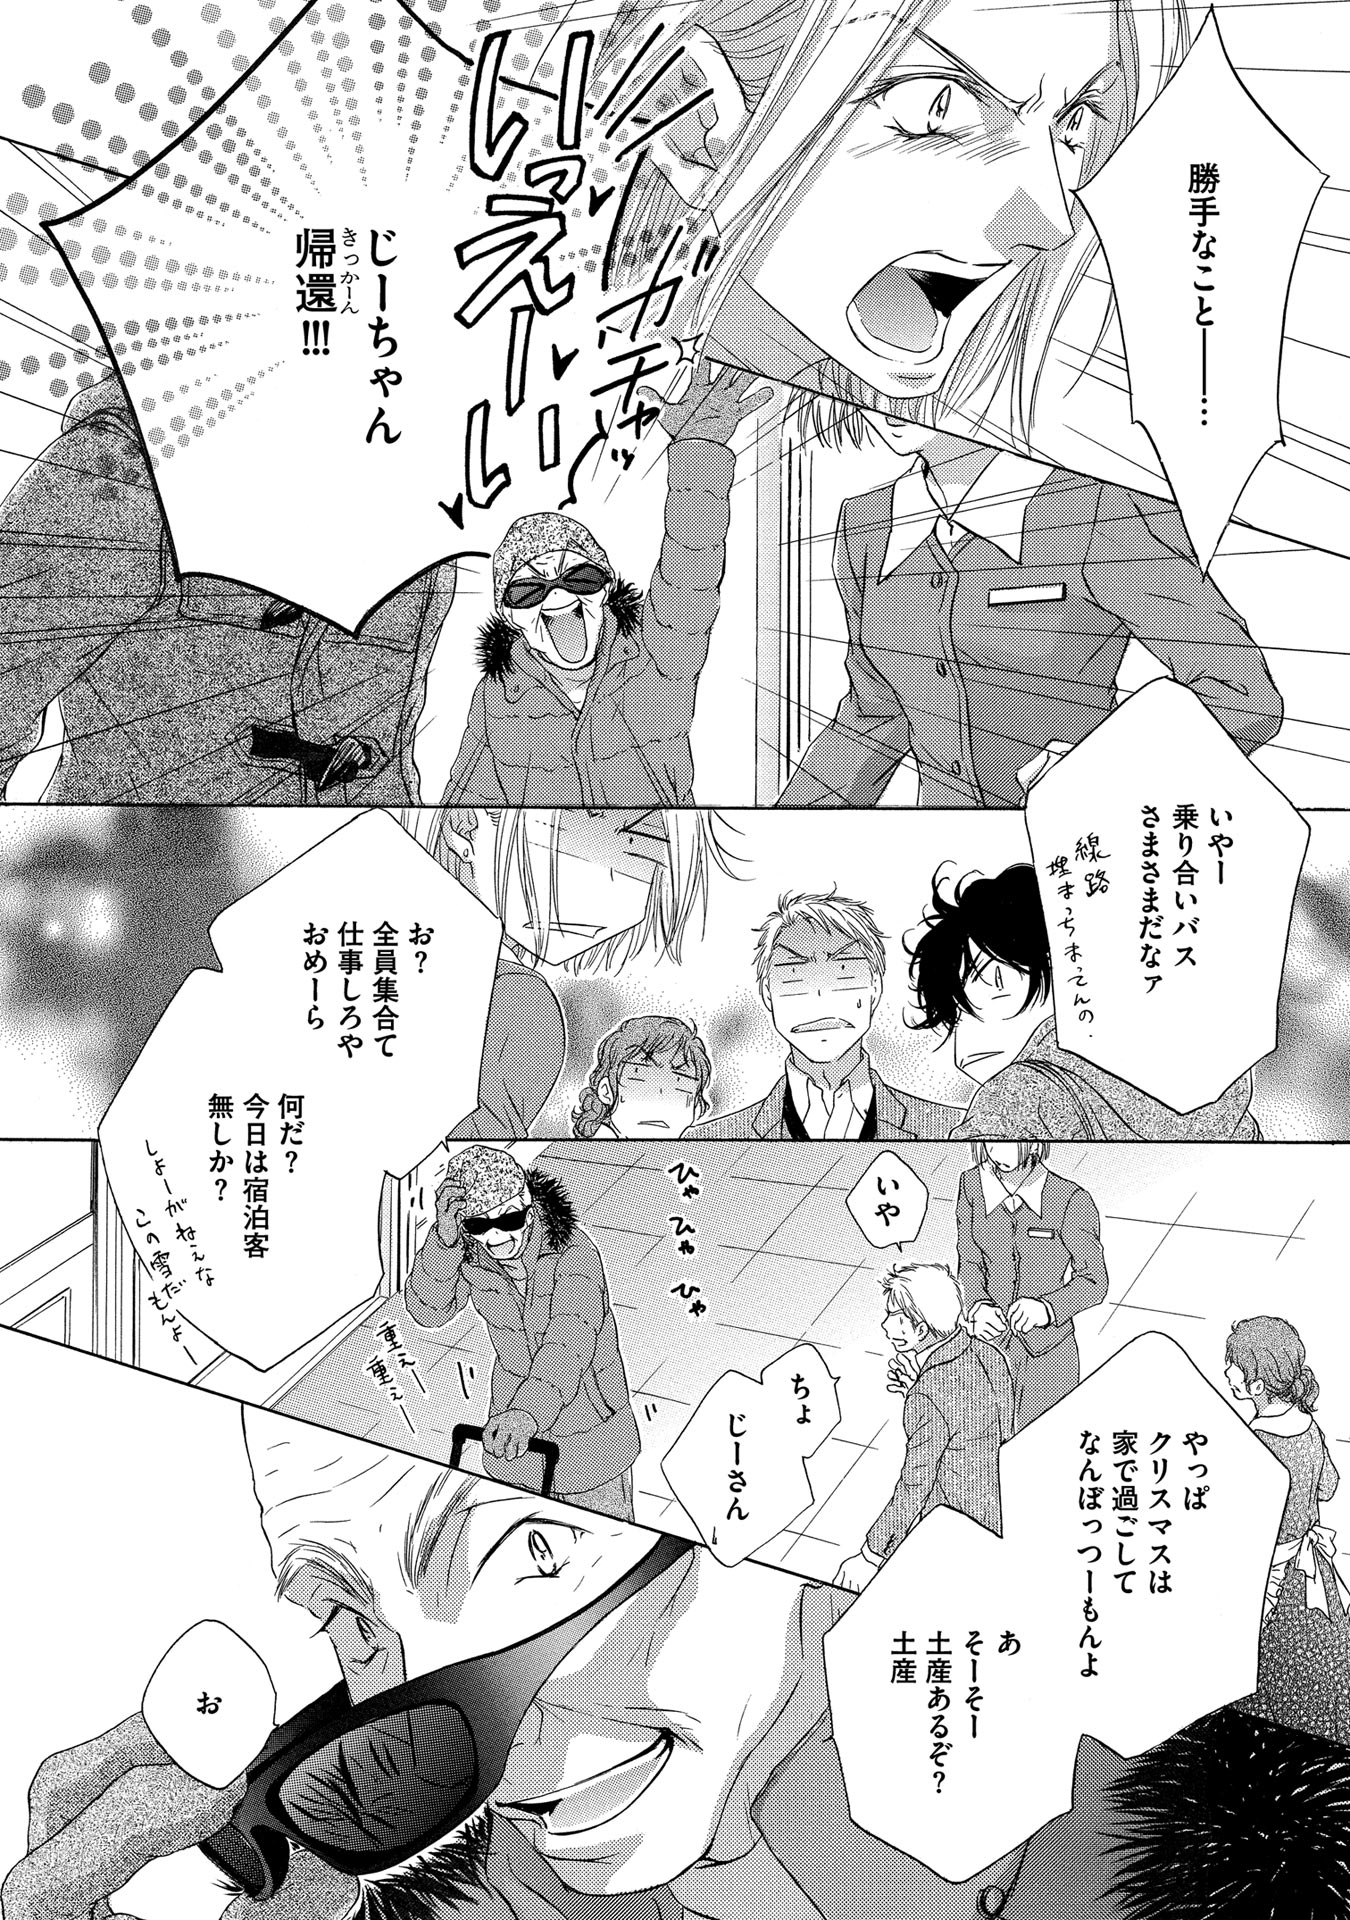 勝手なこと――…
ガチャッ
いっえーーい
じーちゃん
帰還!!!
きっかーん
いやー
乗り合いバス
さまさまだなァ
線路
埋まっちまってんの。
お？
全員集合て
仕事しろや
おめーら
何だ？
今日は宿泊客
無しか？
しょーがねぇな
この雪だもんよー
いや
ひゃ
ひゃ
ひゃ
重ぇー
重ぇー
ちょ
じーさん
やっぱ
クリスマスは
家で過ごして
なんぼっつーもんよ
あ
そーそー
土産あるぞ？
土産
お